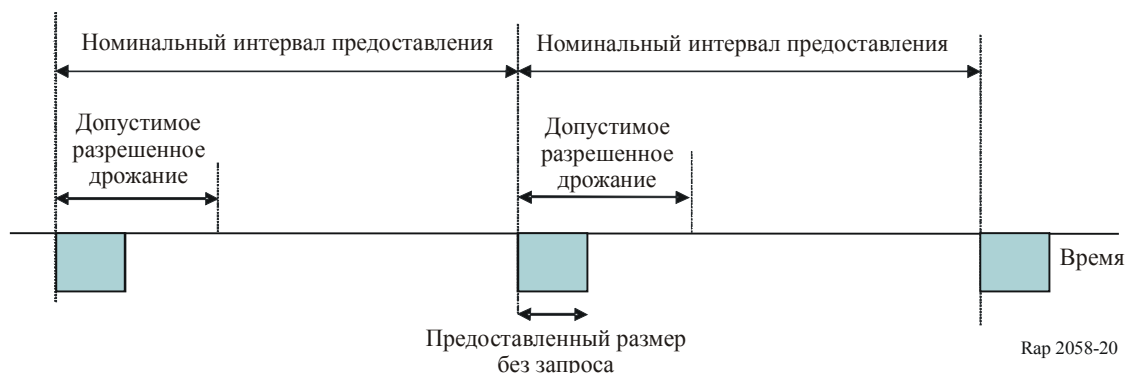 Номинальный интервал предоставления
Номинальный интервал предоставления
Допустимое
разрешенное
дрожание
Допустимое
разрешенное
дрожание
Время
Предоставленный размер
без запроса
Rap 2058-20